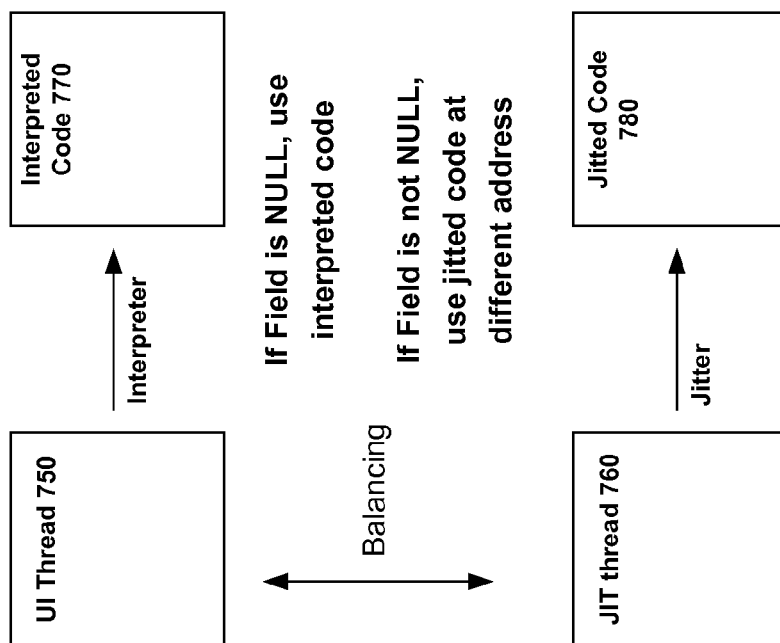 UI Thread 750
Interpreter
Interpreted
Code 770
Balancing
If Field is NULL, use
interpreted code
If Field is not NULL,
use jitted code at
different address
JIT thread 760
Jitter
Jitted Code
780